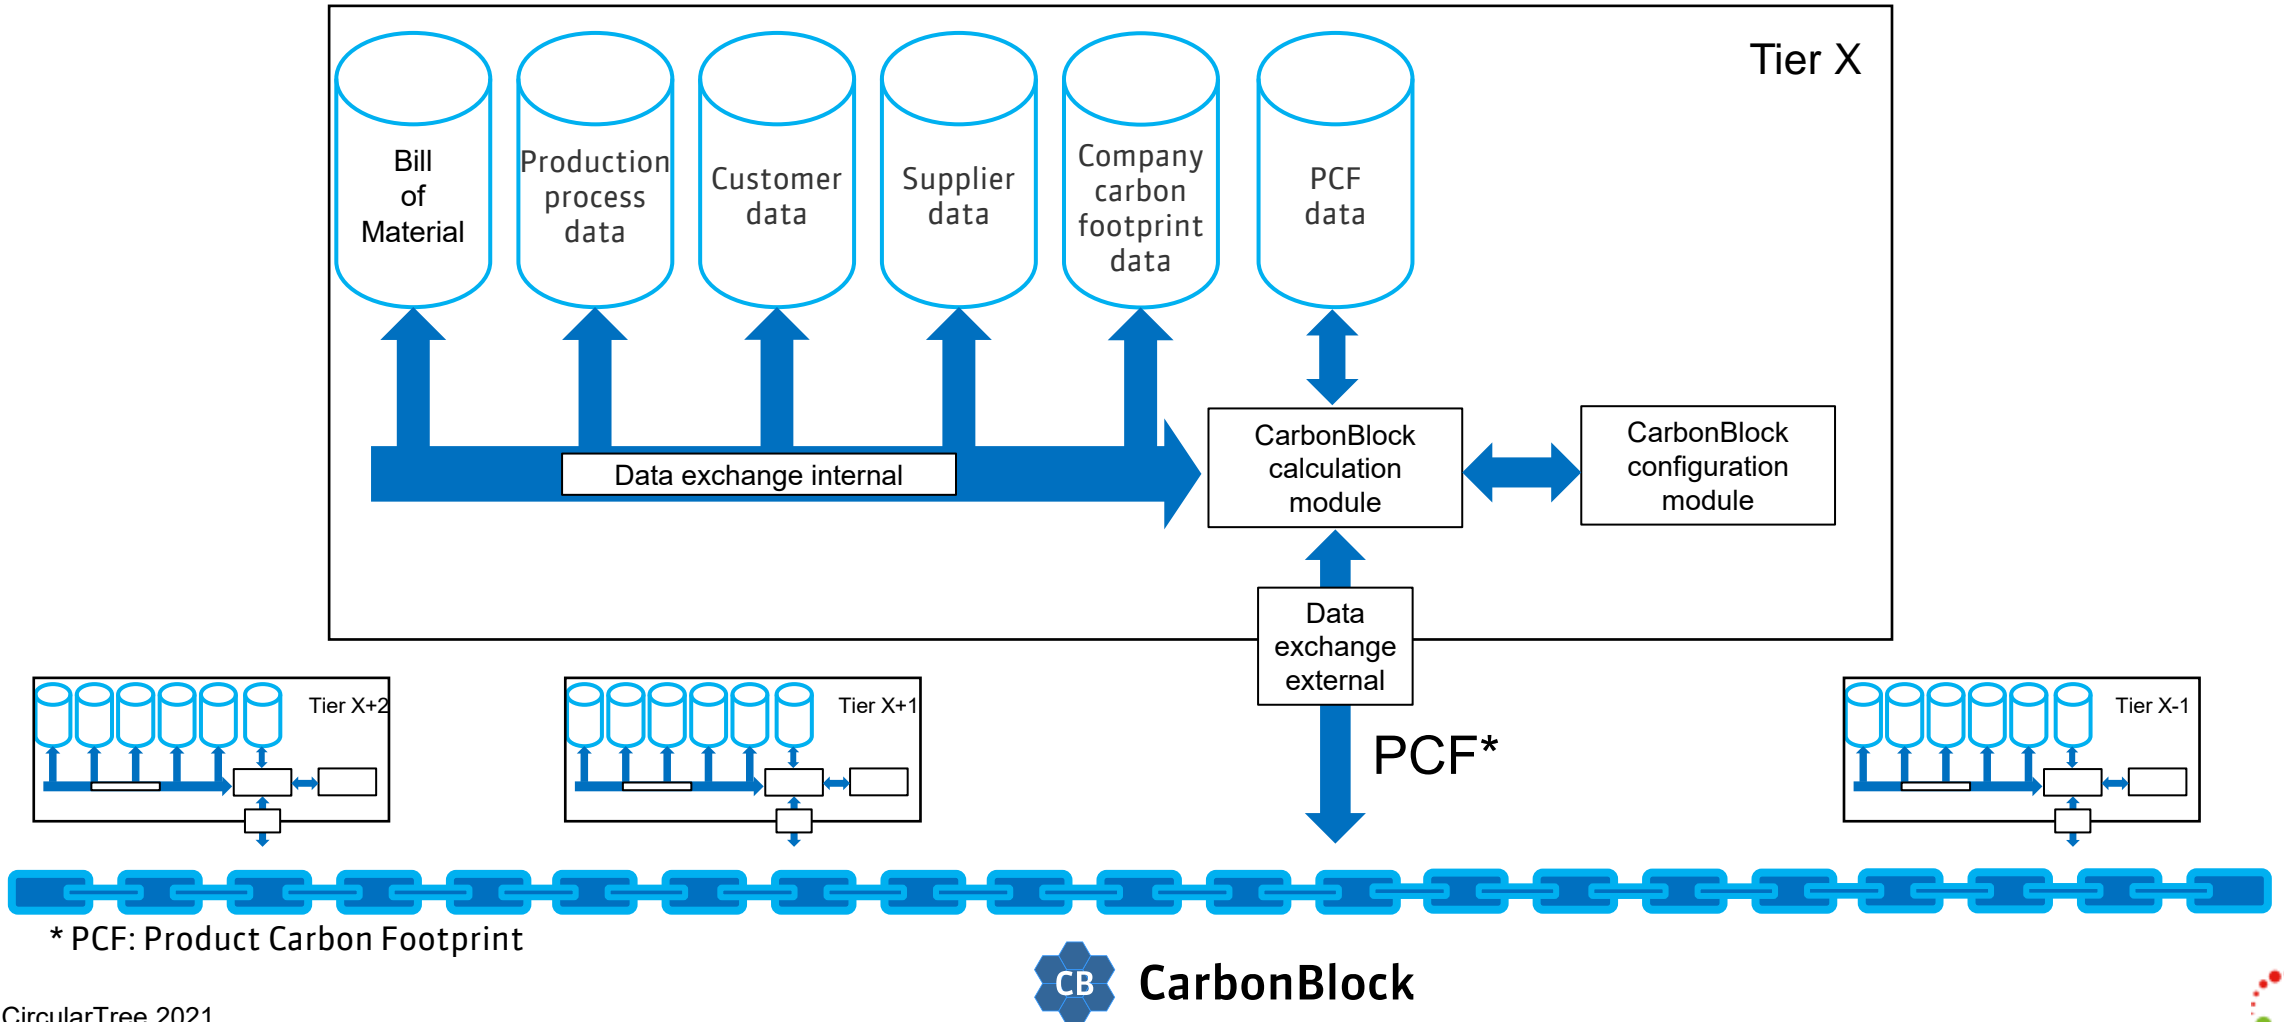 Tier X
Bill
of
Material
Production
process
data
Customer
data
Supplier
data
Company
carbon
footprint
data
PCF
data
Data exchange internal
CarbonBlock
calculation
module
CarbonBlock
configuration
module
Data
exchange
external
PCF*
Tier X+2
Tier X+1
Tier X-1
* PCF: Product Carbon Footprint
CB
CarbonBlock
CircularTree 2021